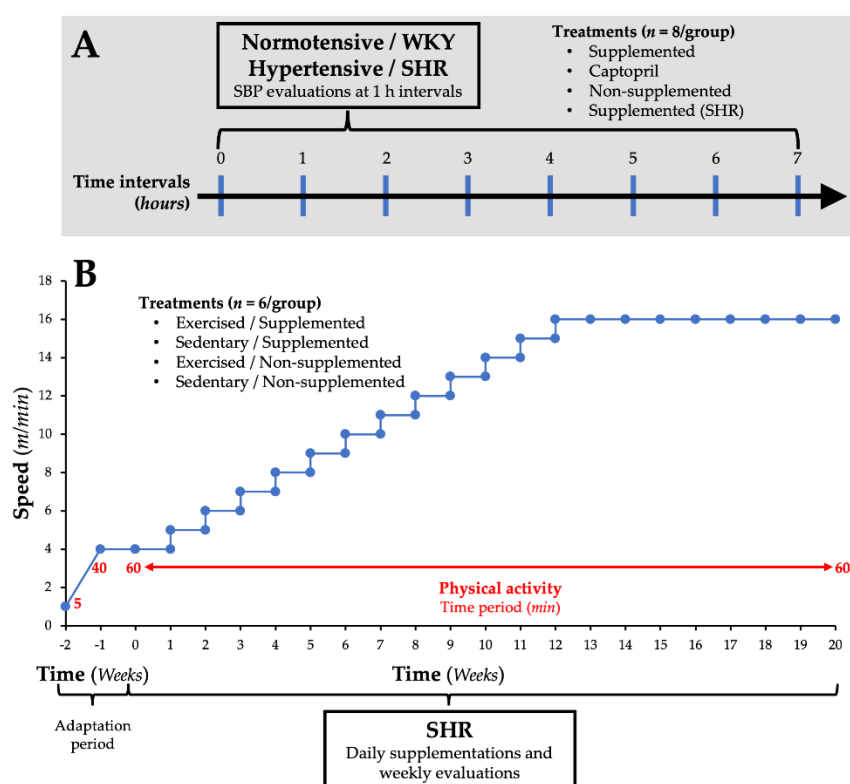 A
Normotensive / WKY
Hypertensive / SHR
SBP evaluations at 1 h intervals
Treatments (n = 8/group)
• Supplemented
• Captopril
• Non-supplemented
• Supplemented (SHR)
0 1 2 3 4 5 6 7
Time intervals
(hours)
B
18
16
14
12
10
8
6
4
2
0
Speed (m/min)
Treatments (n = 6/group)
• Exercised / Supplemented
• Sedentary / Supplemented
• Exercised / Non-supplemented
• Sedentary / Non-supplemented
5
40
60
60
Physical activity
Time period (min)
-2 -1 0 1 2 3 4 5 6 7 8 9 10 11 12 13 14 15 16 17 18 19 20
Time (Weeks)
Time (Weeks)
Adaptation
period
SHR
Daily supplementations and
weekly evaluations